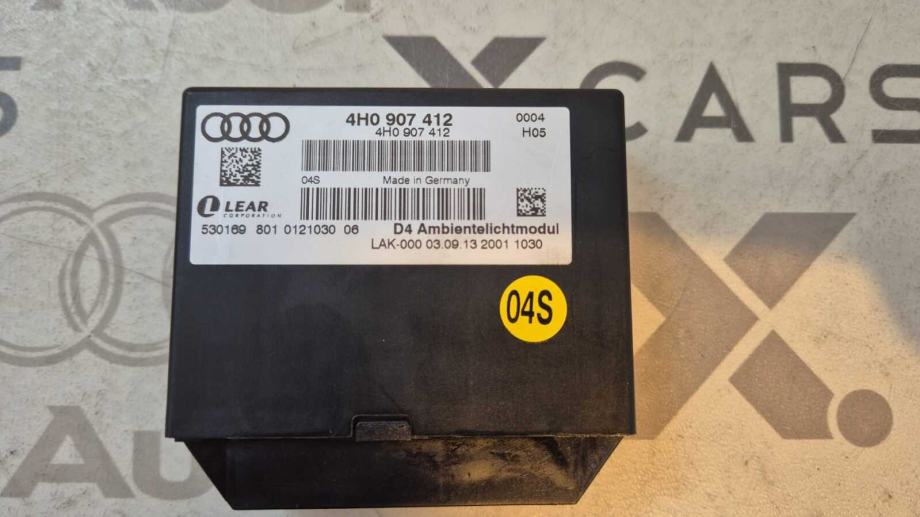 X CARS
4H0 907 412
4H0 907 412
0004
H05
04S
Made in Germany
LEAR
CORPORATION
530169 801 0121030 06
D4 Ambientelichtmodul
LAK-000 03.09.13 2001 1030
04S
X.
Au